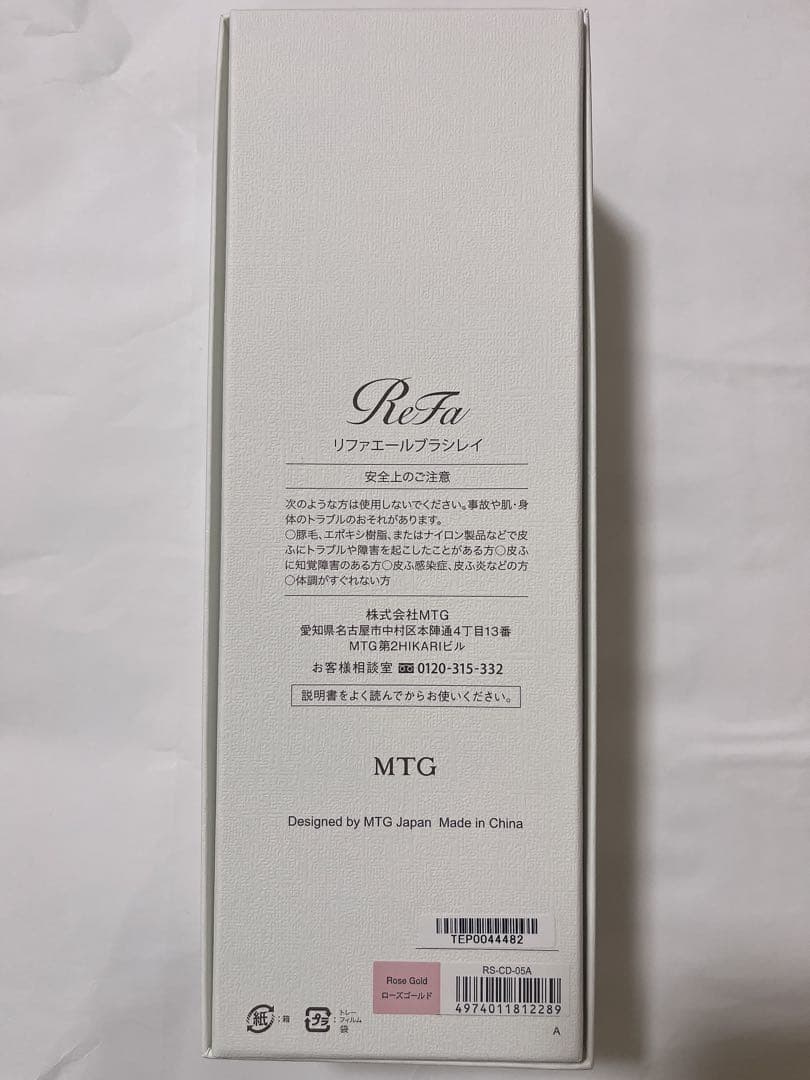 ReFa
リファエールブラシレイ
安全上のご注意
次のような方は使用しないでください。事故や肌・身
体のトラブルのおそれがあります。
○豚毛、エポキシ樹脂、またはナイロン製品などで皮
ふにトラブルや障害を起こしたことがある方○皮ふ
に知覚障害のある方○皮ふ感染症、皮ふ炎などの方
○体調がすぐれない方
株式会社MTG
愛知県名古屋市中村区本陣通4丁目13番
MTG第2HIKARIビル
お客様相談室 0120-315-332
説明書をよく読んでからお使いください。
MTG
Designed by MTG Japan Made in China
TEP0044482
Rose Gold
ローズゴールド
RS-CD-05A
4974011812289
紙:箱
プラ:トレー
フィルム
袋
A